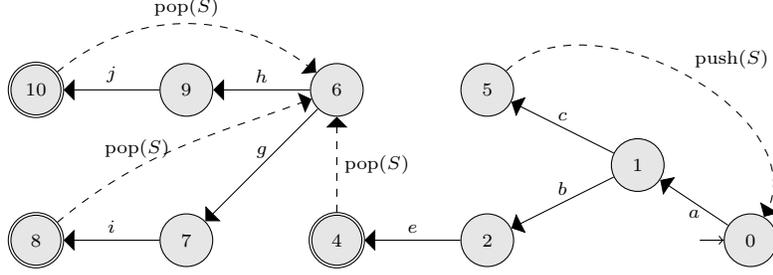 pop(S)
push(S)
10 j 9 h 6 5
c
pop(S) g pop(S) 1
b a
8 i 7 4 e 2 0